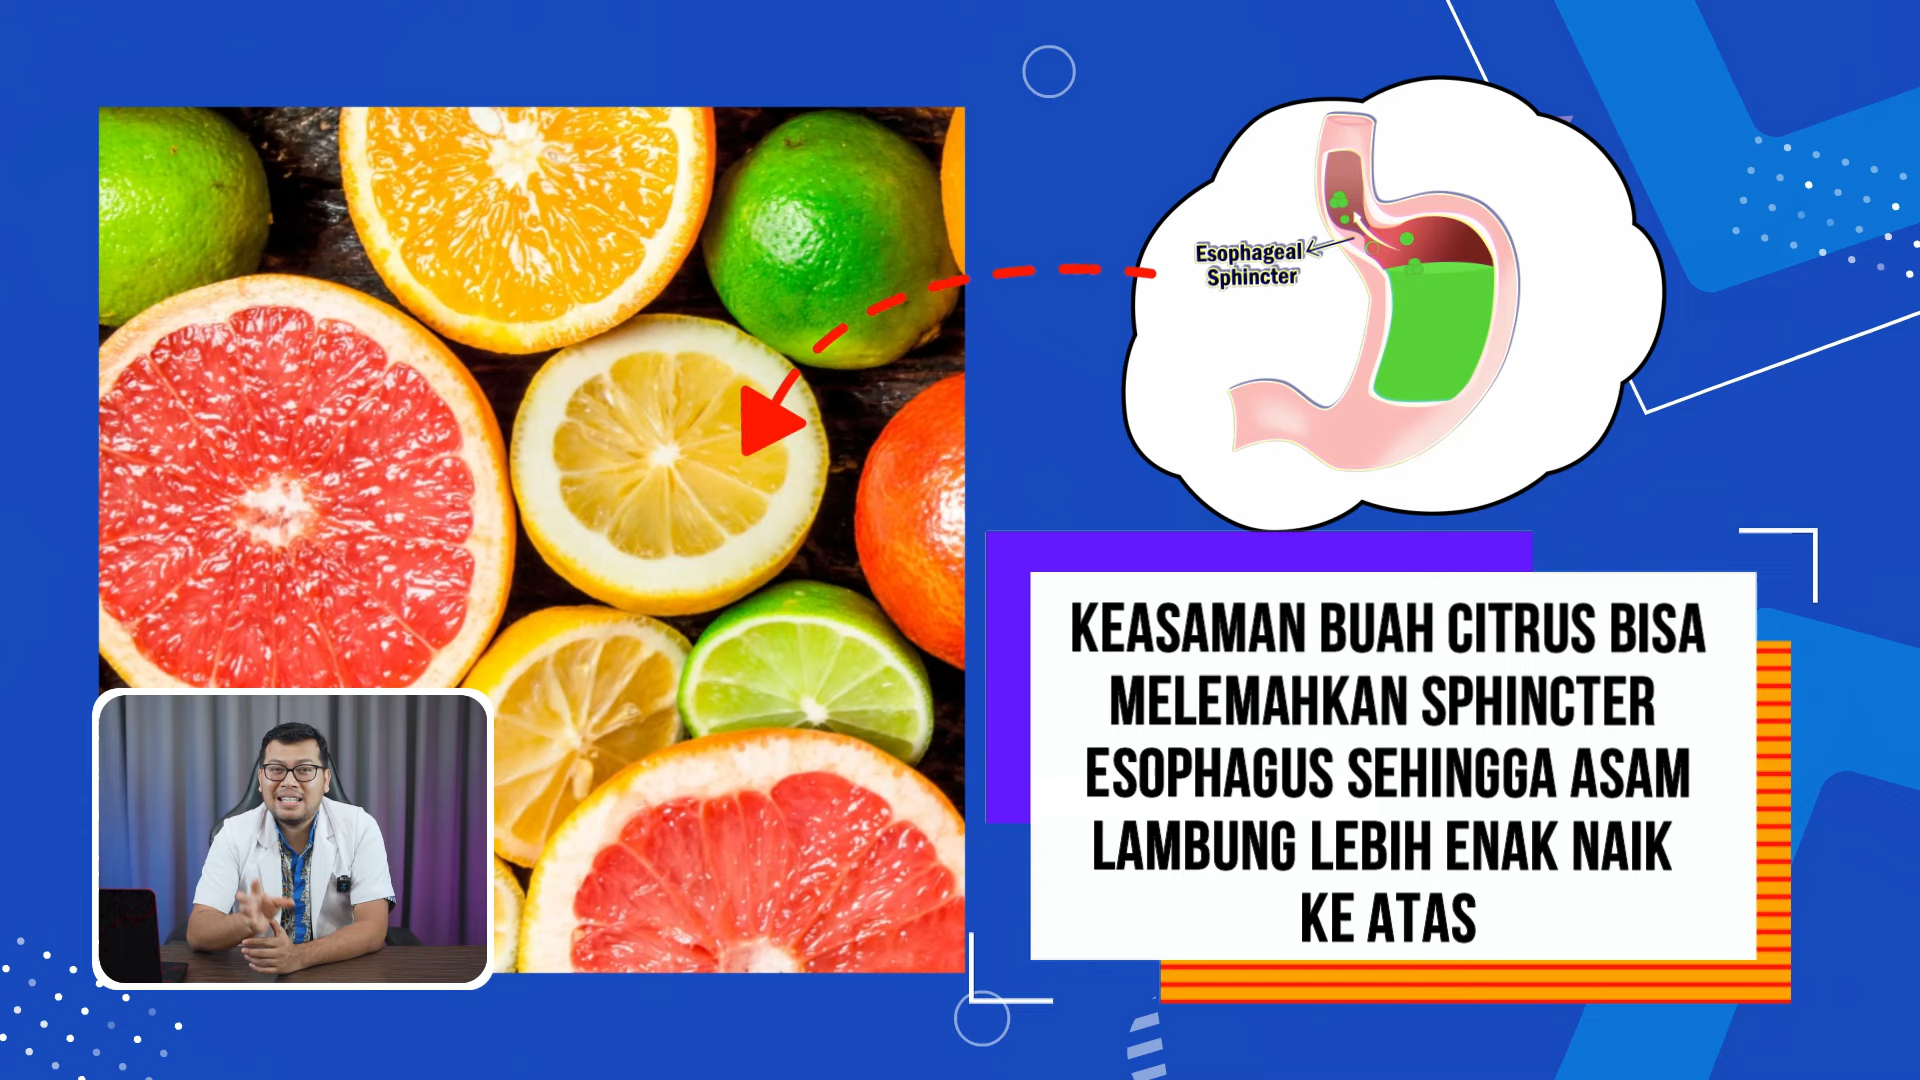 Esophageal
Sphincter
KEASAMAN BUAH CITRUS BISA
MELEMAHKAN SPHINCTER
ESOPHAGUS SEHINGGA ASAM
LAMBUNG LEBIH ENAK NAIK
KE ATAS